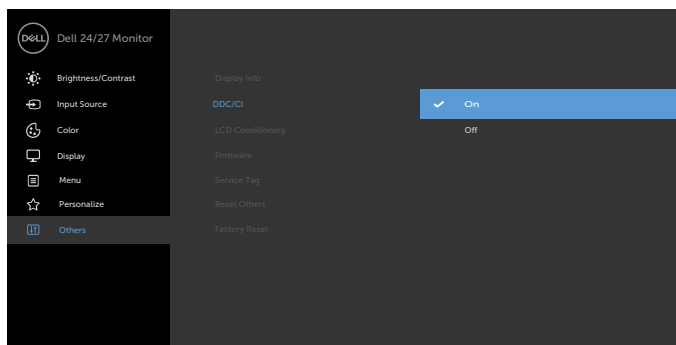 DELL Dell 24/27 Monitor
Brightness/Contrast
Display Info
Input Source
DDC/CI
On
Color
LCD Conditioning
Off
Display
Firmware
Menu
Service Tag
Personalize
Reset Others
Others
Factory Reset